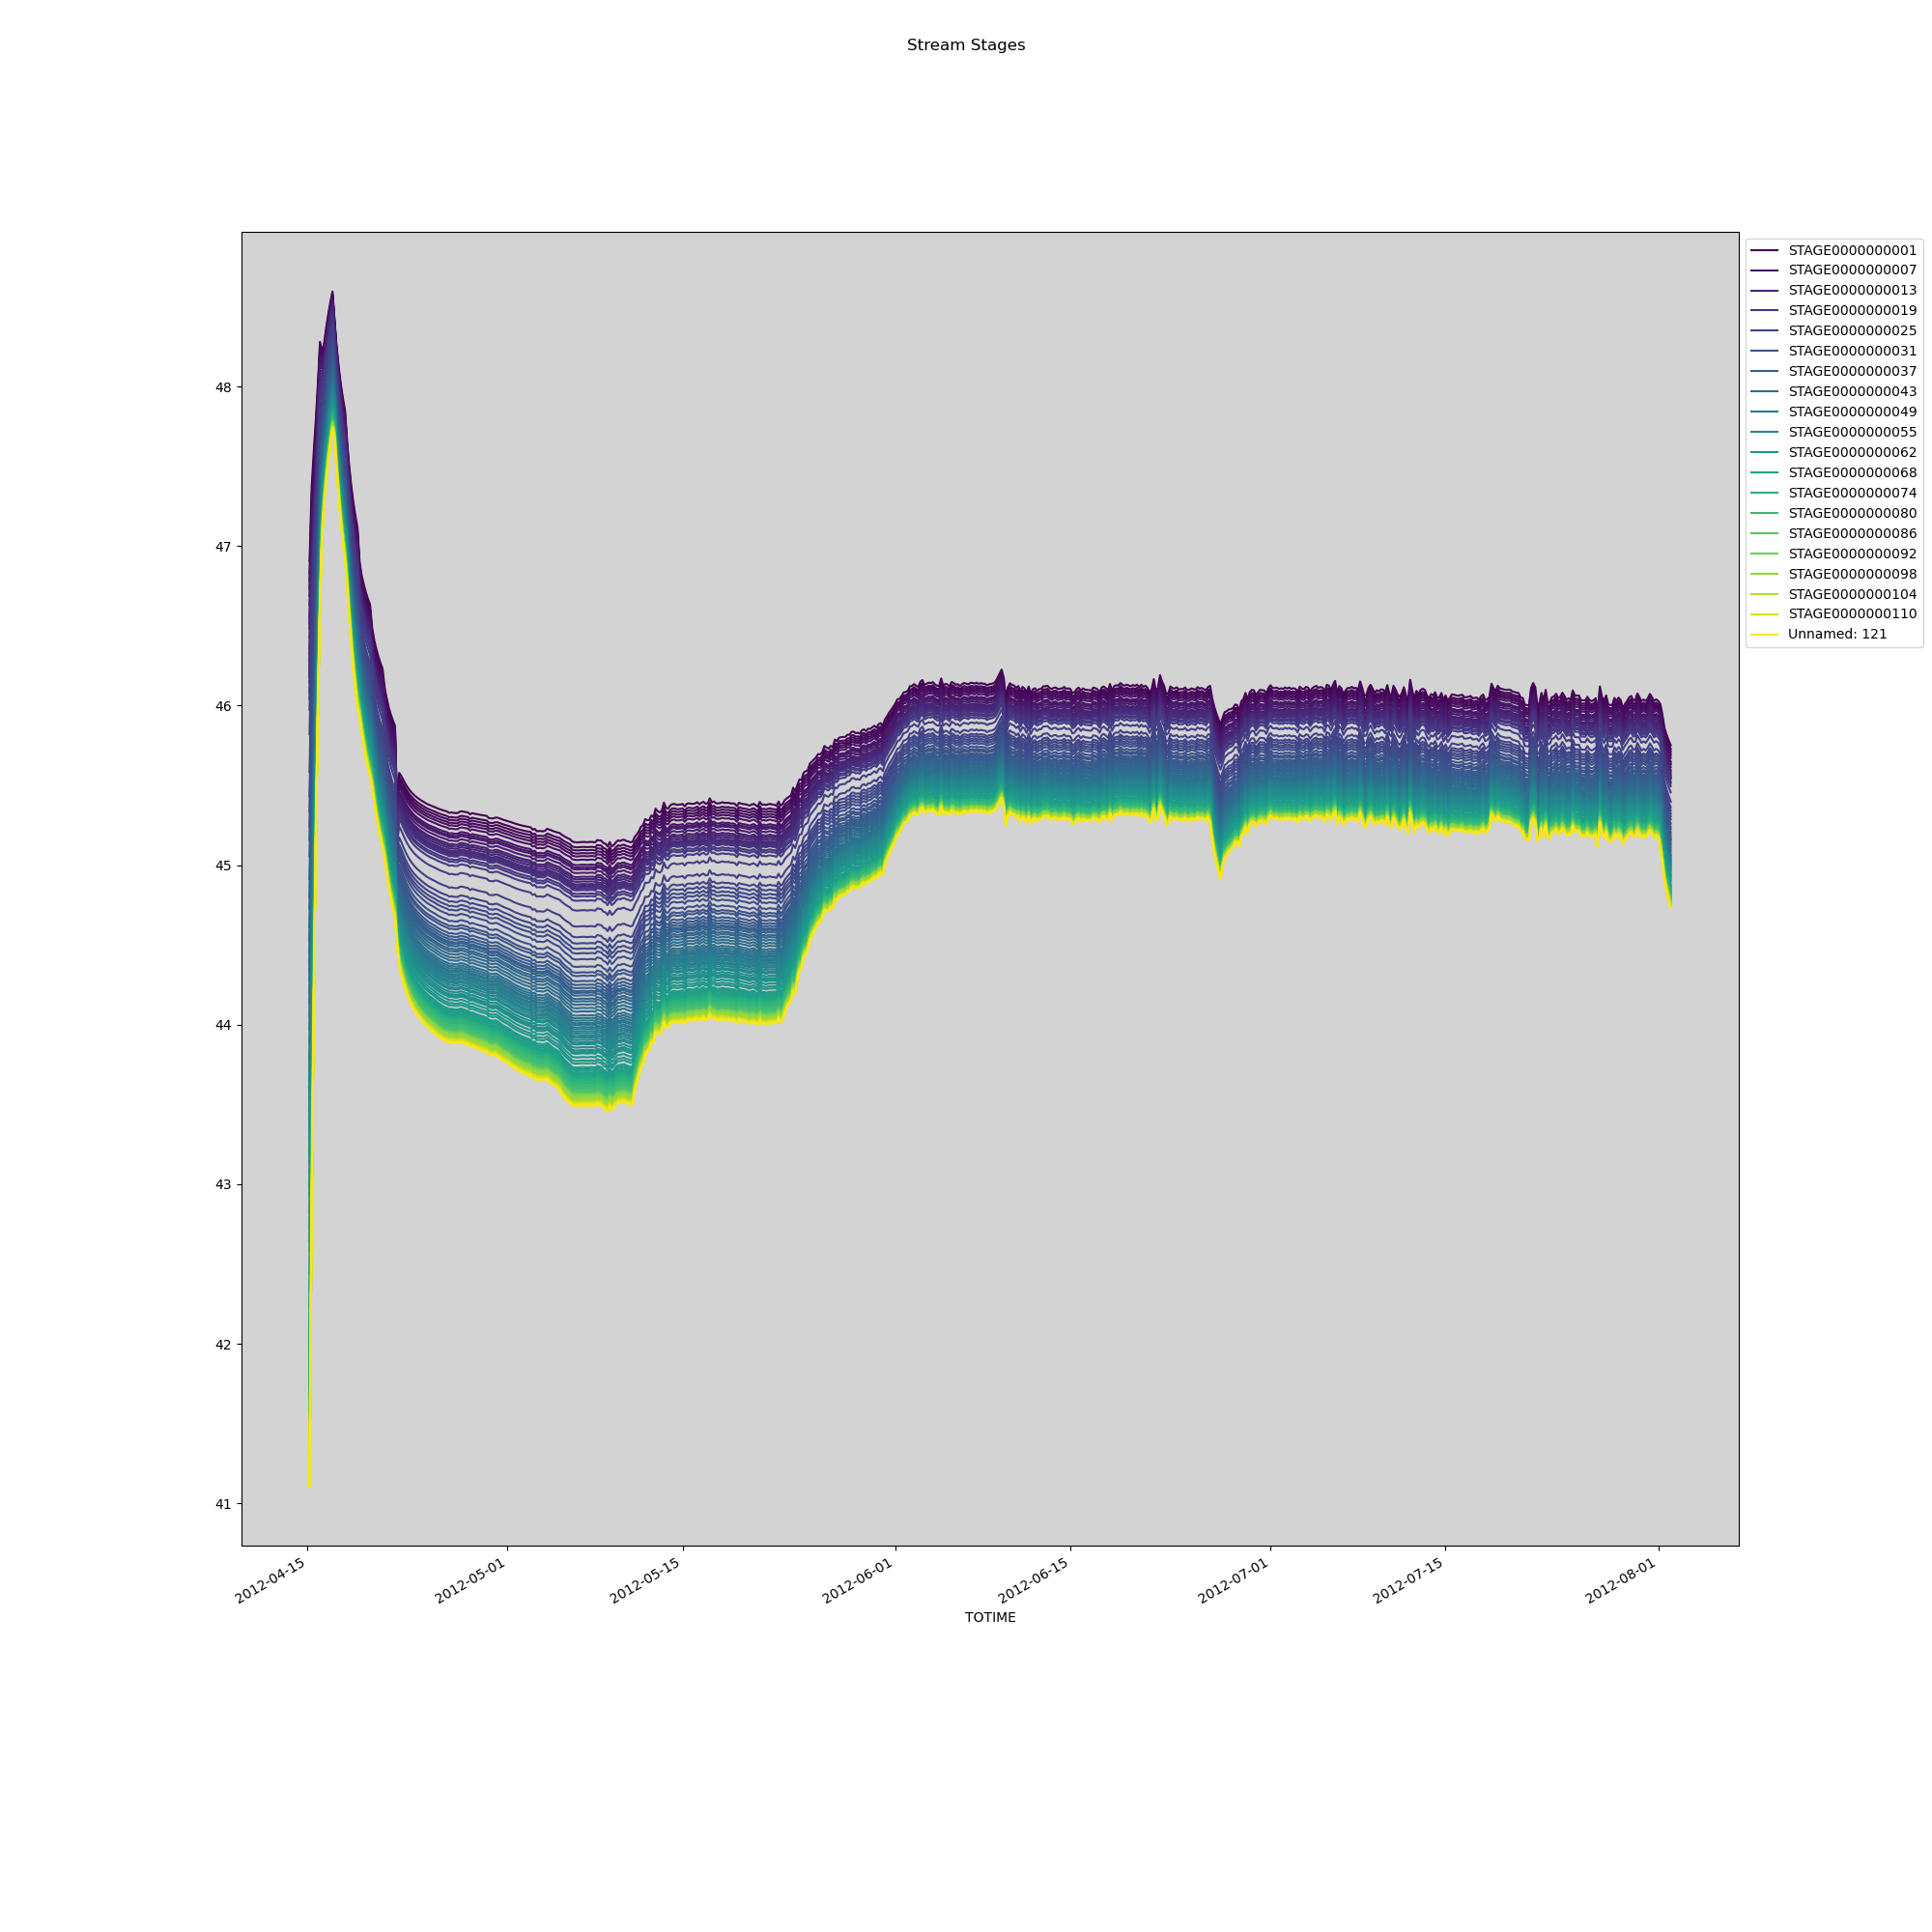 Stream Stages
48
47
46
45
44
43
42
41
2012-04-15
2012-05-01
2012-05-15
2012-06-01
2012-06-15
2012-07-01
2012-07-15
2012-08-01
TOTIME
STAGE0000000001
STAGE0000000007
STAGE0000000013
STAGE0000000019
STAGE0000000025
STAGE0000000031
STAGE0000000037
STAGE0000000043
STAGE0000000049
STAGE0000000055
STAGE0000000062
STAGE0000000068
STAGE0000000074
STAGE0000000080
STAGE0000000086
STAGE0000000092
STAGE0000000098
STAGE0000000104
STAGE0000000110
Unnamed: 121